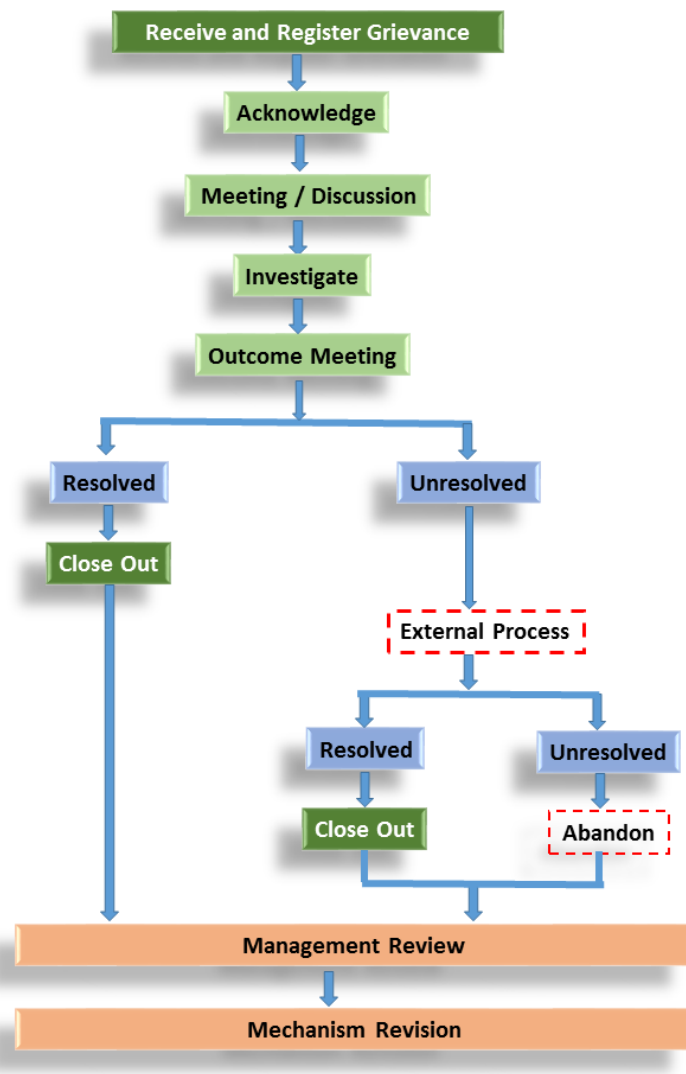 Receive and Register Grievance
Acknowledge
Meeting / Discussion
Investigate
Outcome Meeting
Resolved
Unresolved
Close Out
External Process
Resolved
Unresolved
Close Out
Abandon
Management Review
Mechanism Revision